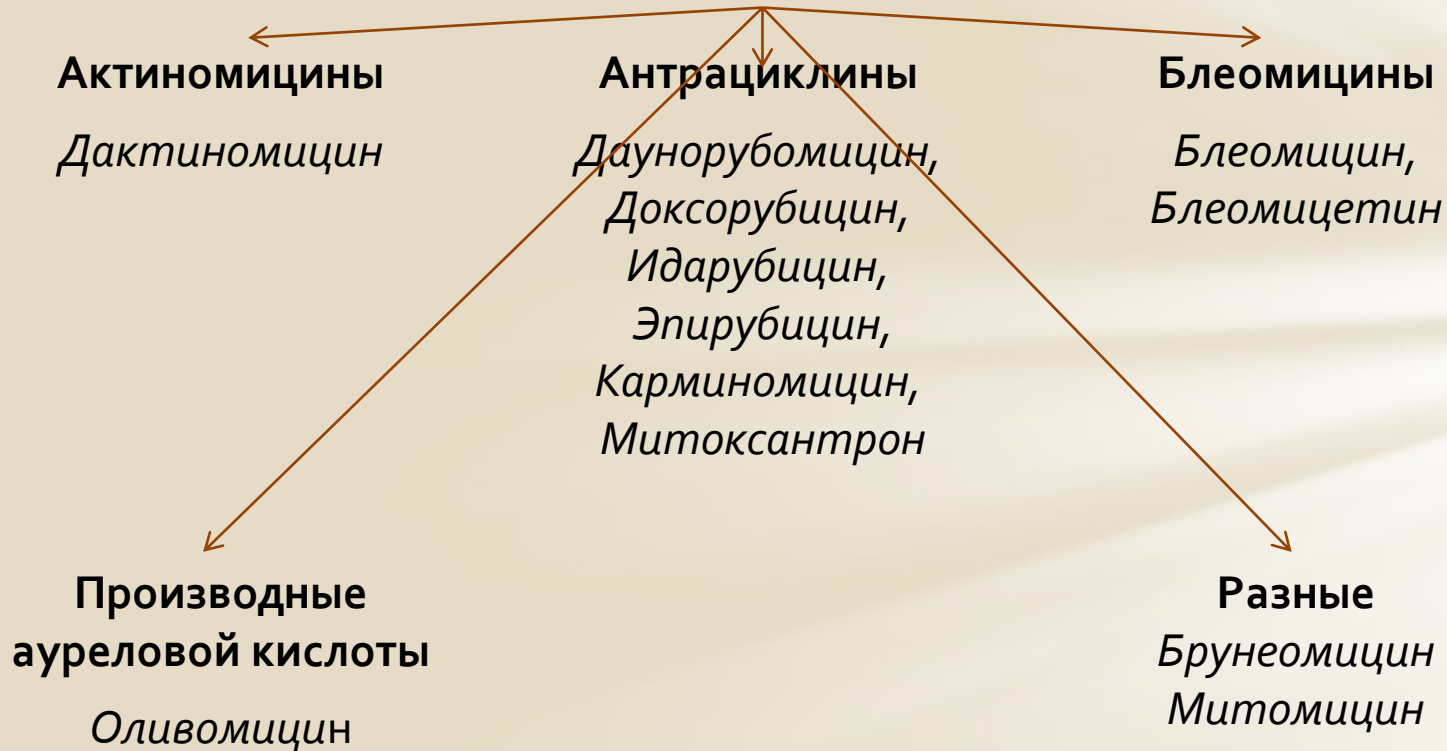 Актиномицины
Дактиномицин
Антрациклины
Даунорубомицин,
Доксорубицин,
Идарубицин,
Эпирубицин,
Карминомицин,
Митоксантрон
Блеомицины
Блеомицин,
Блеомицетин
Производные
ауреловой кислоты
Оливомицин
Разные
Брунеомицин
Митомицин